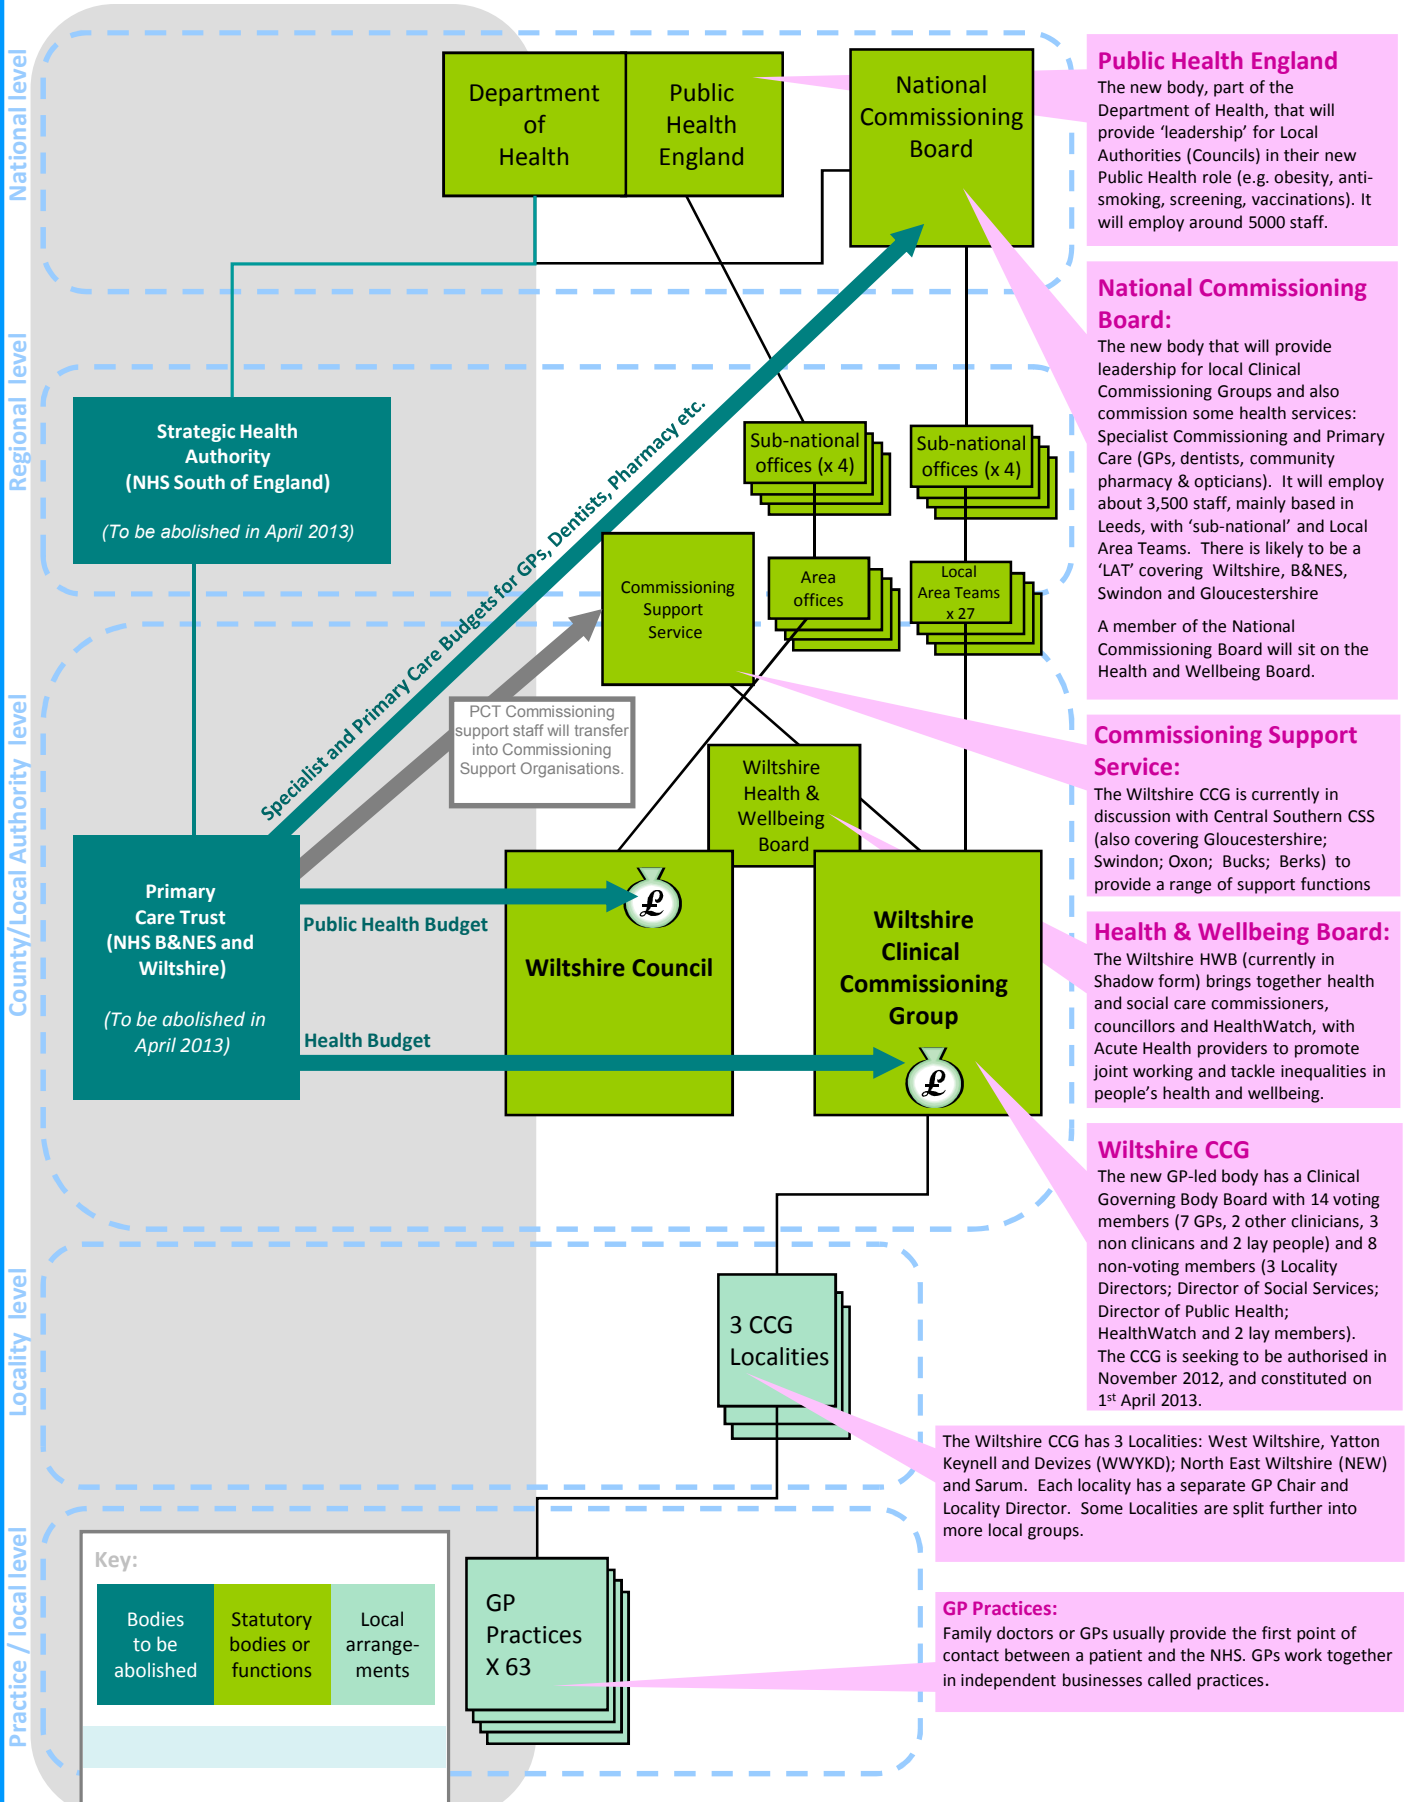 National level
Department
of
Health
Public
Health
England
National
Commissioning
Board
Public Health England
The new body, part of the
Department of Health, that will
provide ‘leadership’ for Local
Authorities (Councils) in their new
Public Health role (e.g. obesity, anti-
smoking, screening, vaccinations). It
will employ around 5000 staff.
National Commissioning
Board:
The new body that will provide
leadership for local Clinical
Commissioning Groups and also
commission some health services:
Specialist Commissioning and Primary
Care (GPs, dentists, community
pharmacy & opticians). It will employ
about 3,500 staff, mainly based in
Leeds, with ‘sub-national’ and Local
Area Teams. There is likely to be a
‘LAT’ covering Wiltshire, B&NES,
Swindon and Gloucestershire
A member of the National
Commissioning Board will sit on the
Health and Wellbeing Board.
Regional level
Strategic Health
Authority
(NHS South of England)
(To be abolished in April 2013)
Sub-national
offices (x 4)
Sub-national
offices (x 4)
Commissioning
Support
Service
Area
offices
Local
Area Teams
x 27
Specialist and Primary Care Budgets for GPs, Dentists, Pharmacy etc.
County/Local Authority level
PCT Commissioning
support staff will transfer
into Commissioning
Support Organisations.
Wiltshire
Health &
Wellbeing
Board
Commissioning Support
Service:
The Wiltshire CCG is currently in
discussion with Central Southern CSS
(also covering Gloucestershire;
Swindon; Oxon; Bucks; Berks) to
provide a range of support functions
Primary
Care Trust
(NHS B&NES and
Wiltshire)
(To be abolished in
April 2013)
Public Health Budget
£
Wiltshire Council
Health Budget
Wiltshire
Clinical
Commissioning
Group
£
Health & Wellbeing Board:
The Wiltshire HWB (currently in
Shadow form) brings together health
and social care commissioners,
councillors and HealthWatch, with
Acute Health providers to promote
joint working and tackle inequalities in
people’s health and wellbeing.
Wiltshire CCG
The new GP-led body has a Clinical
Governing Body Board with 14 voting
members (7 GPs, 2 other clinicians, 3
non clinicans and 2 lay people) and 8
non-voting members (3 Locality
Directors; Director of Social Services;
Director of Public Health;
HealthWatch and 2 lay members).
The CCG is seeking to be authorised in
November 2012, and constituted on
1st April 2013.
Locality level
3 CCG
Localities
The Wiltshire CCG has 3 Localities: West Wiltshire, Yatton
Keynell and Devizes (WWYKD); North East Wiltshire (NEW)
and Sarum. Each locality has a separate GP Chair and
Locality Director. Some Localities are split further into
more local groups.
Practice / local level
Key:
Bodies
to be
abolished
Statutory
bodies or
functions
Local
arrange-
ments
GP
Practices
X 63
GP Practices:
Family doctors or GPs usually provide the first point of
contact between a patient and the NHS. GPs work together
in independent businesses called practices.